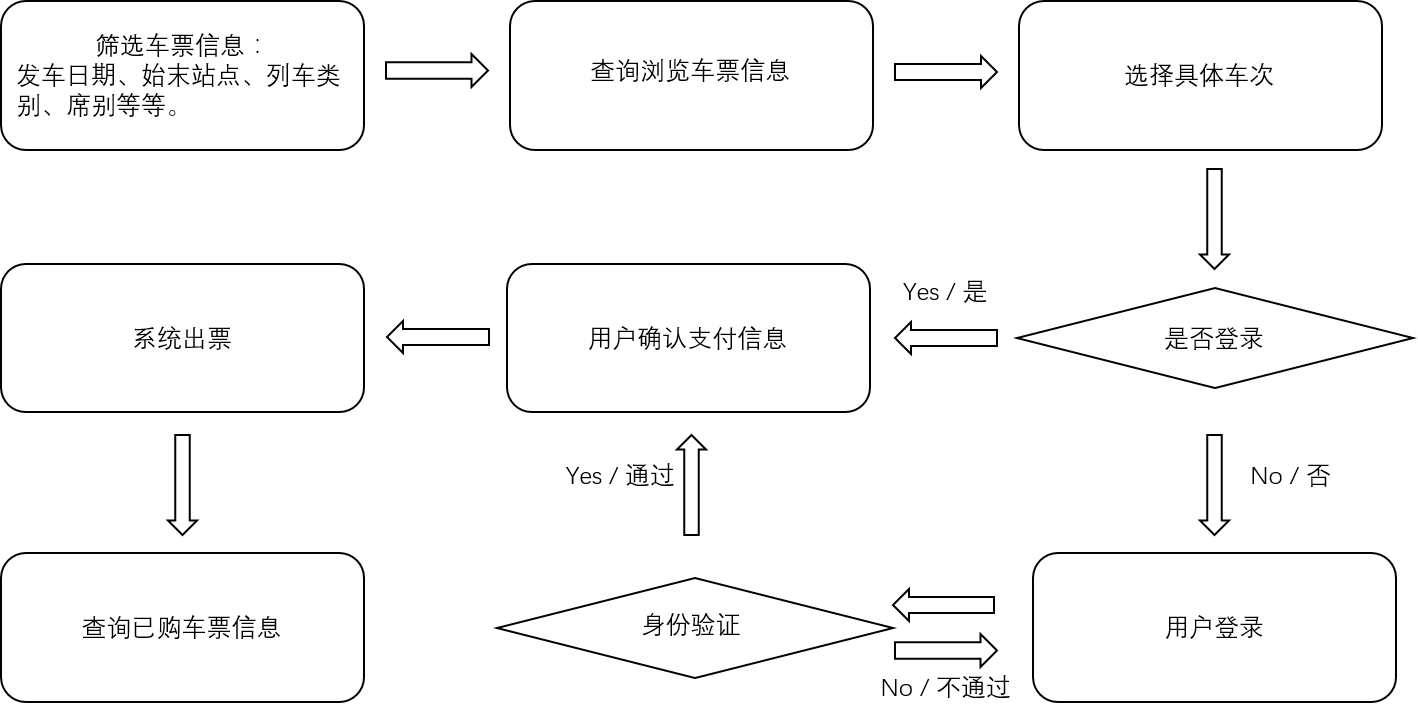 筛选车票信息：
发车日期、始末站点、列车类
别、席别等等。
查询浏览车票信息
选择具体车次
系统出票
用户确认支付信息
Yes / 是
是否登录
Yes / 通过
No / 否
查询已购车票信息
身份验证
No / 不通过
用户登录